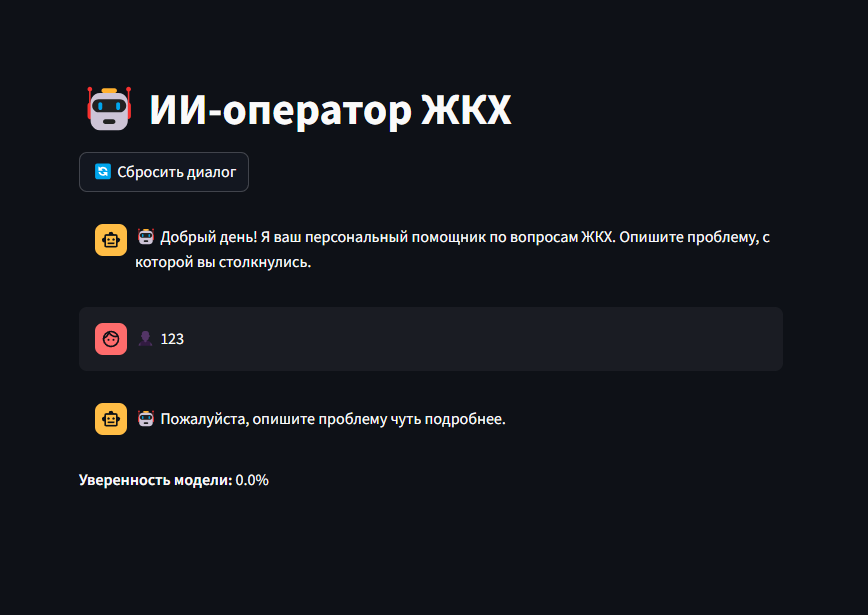 ИИ-оператор ЖКХ
Сбросить диалог
Добрый день! Я ваш персональный помощник по вопросам ЖКХ. Опишите проблему, с
которой вы столкнулись.
123
Пожалуйста, опишите проблему чуть подробнее.
Уверенность модели: 0.0%